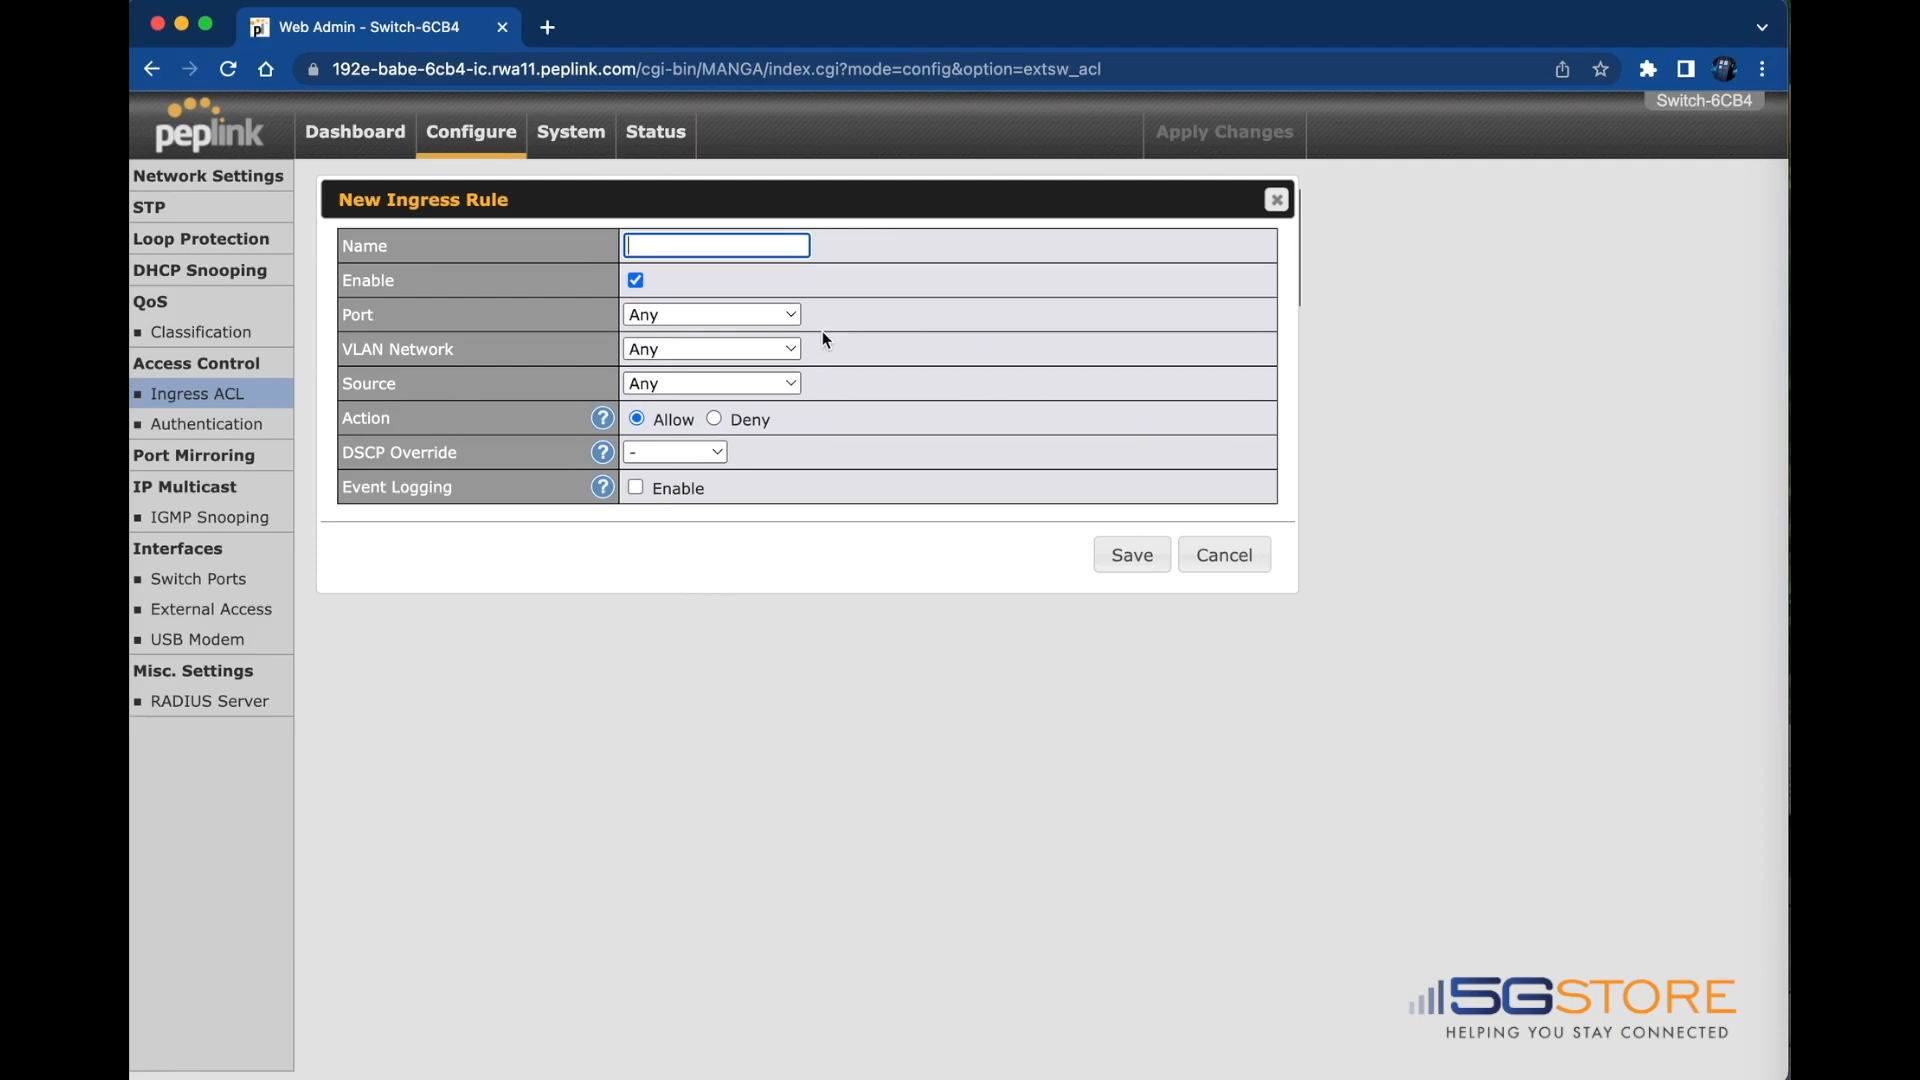 Web Admin - Switch-6CB4
192e-babe-6cb4-ic.rwa11.peplink.com/cgi-bin/MANGA/index.cgi?mode=config&option=extsw_acl
Switch-6CB4
peplink
Dashboard
Configure
System
Status
Apply Changes
Network Settings
STP
Loop Protection
DHCP Snooping
QoS
Classification
Access Control
Ingress ACL
Authentication
Port Mirroring
IP Multicast
IGMP Snooping
Interfaces
Switch Ports
External Access
USB Modem
Misc. Settings
RADIUS Server
New Ingress Rule
Name
Enable
Port Any
VLAN Network Any
Source Any
Action ? Allow Deny
DSCP Override ? -
Event Logging ? Enable
Save Cancel
5GSTORE
HELPING YOU STAY CONNECTED